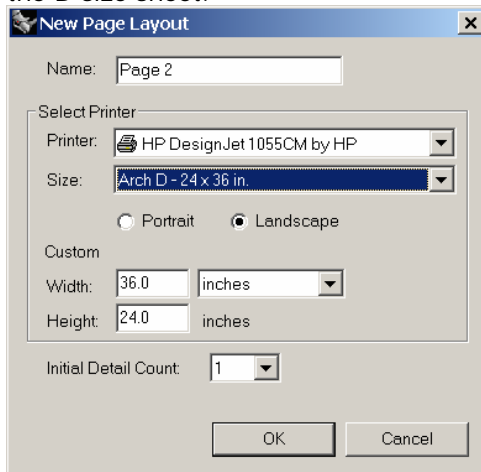 the D size sheet.
New Page Layout
Name: Page 2
Select Printer
Printer: HP DesignJet 1055CM by HP
Size: Arch D - 24 x 36 in.
Portrait Landscape
Custom
Width: 36.0 inches
Height: 24.0 inches
Initial Detail Count: 1
OK Cancel